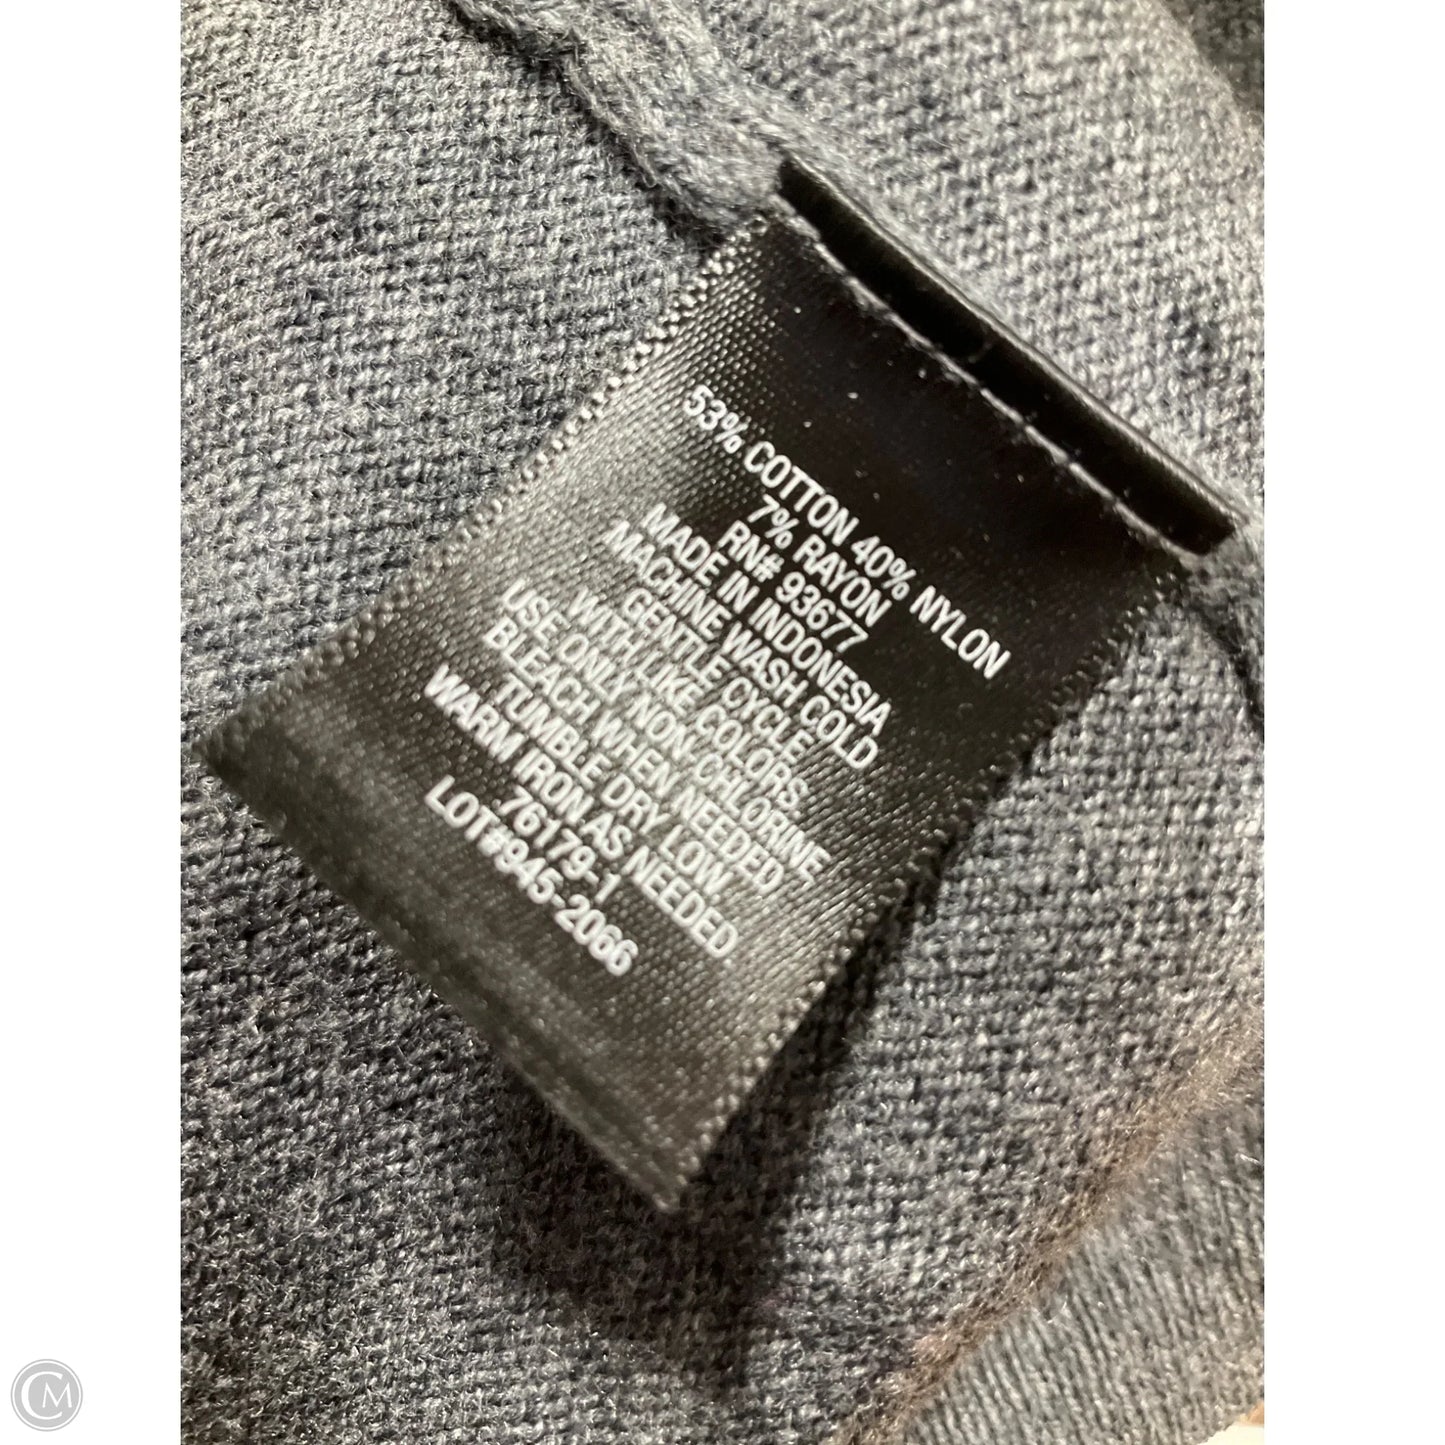 53% COTTON 40% NYLON
7% RAYON
RN# 93677
MADE IN INDONESIA
MACHINE WASH COLD
GENTLE CYCLE,
WITH LIKE COLORS.
USE ONLY NON-CHLORINE,
BLEACH WHEN NEEDED
TUMBLE DRY LOW.
WARM IRON AS NEEDED
76179-1
LOT#945-2066
CM